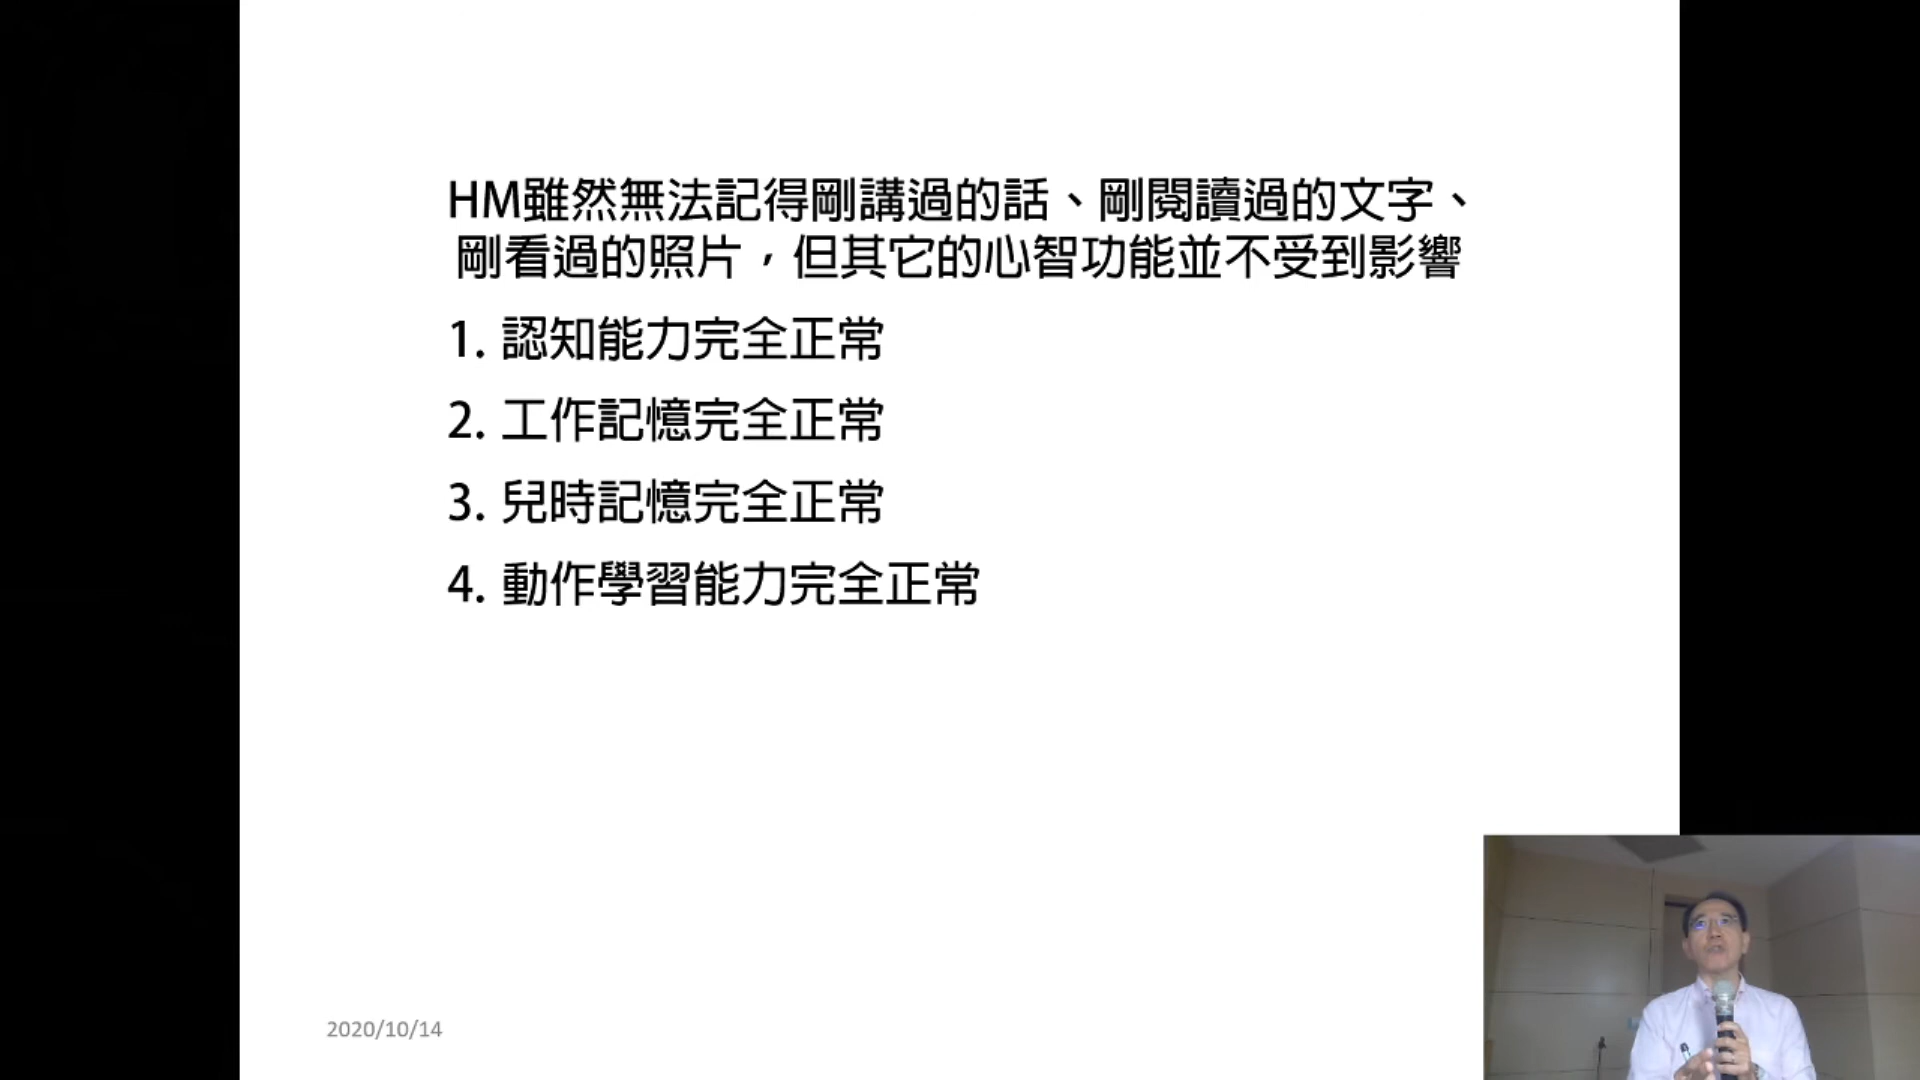 HM雖然無法記得剛講過的話、剛閱讀過的文字、
剛看過的照片，但其它的心智功能並不受到影響
1. 認知能力完全正常
2. 工作記憶完全正常
3. 兒時記憶完全正常
4. 動作學習能力完全正常
2020/10/14